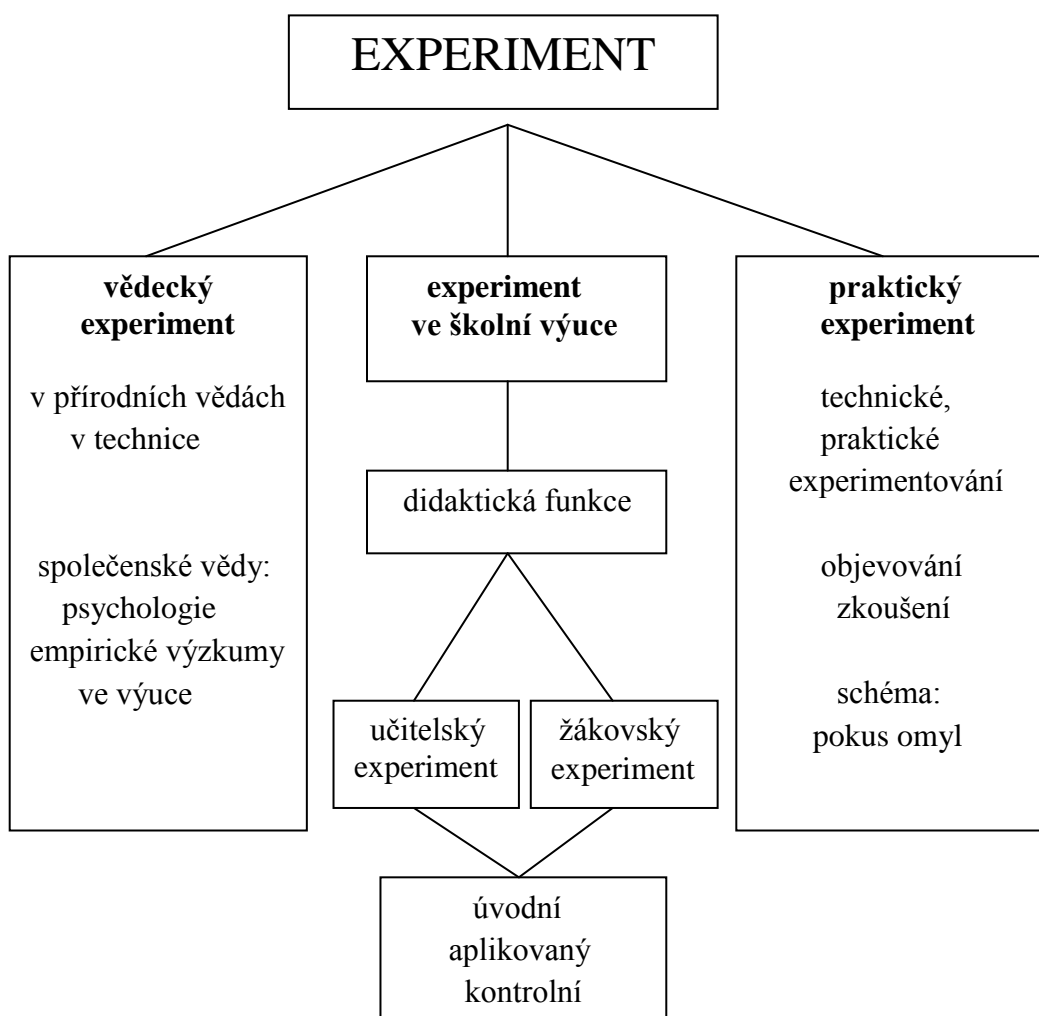 EXPERIMENT
vědecký
experiment
v přírodních vědách
v technice
společenské vědy:
psychologie
empirické výzkumy
ve výuce
experiment
ve školní výuce
didaktická funkce
učitelský
experiment
žákovský
experiment
úvodní
aplikovaný
kontrolní
praktický
experiment
technické,
praktické
experimentování
objevování
zkoušení
schéma:
pokus omyl